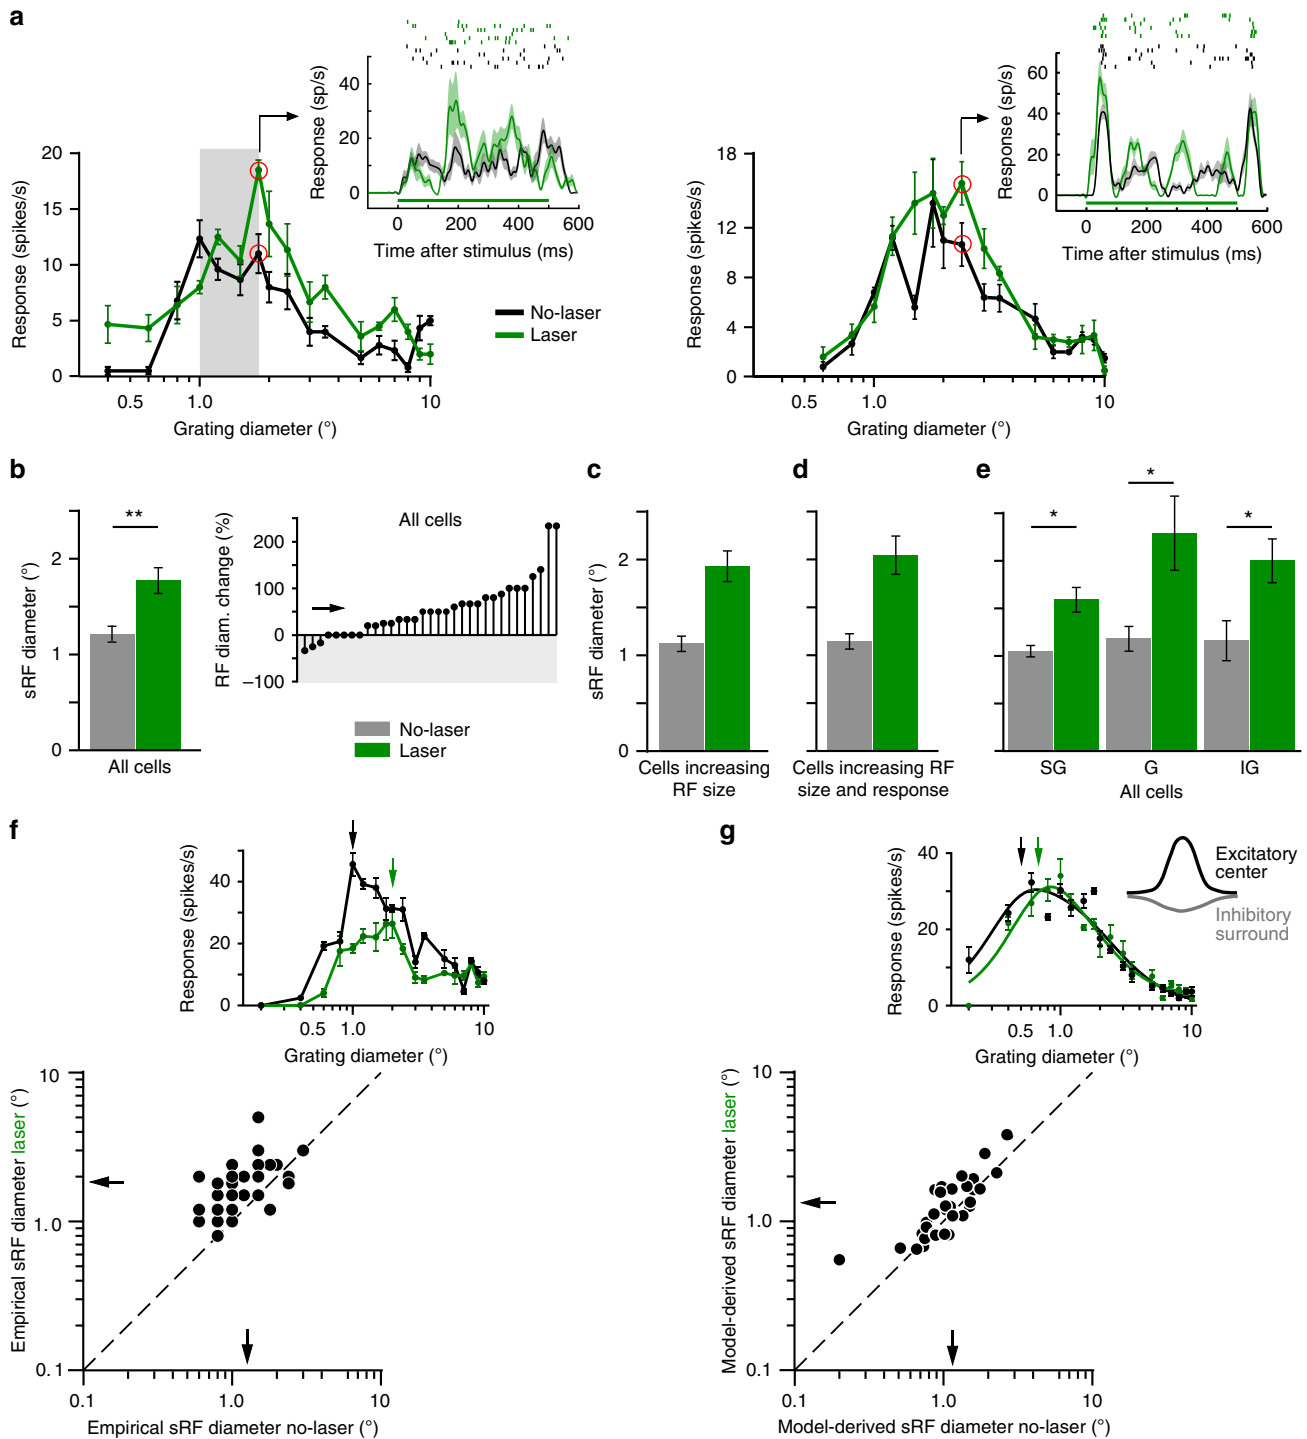 a
Response (spikes/s)
20
15
10
5
0
0.5
1.0
10
Grating diameter (°)
Response (sp/s)
40
20
0
0
200
400
600
Time after stimulus (ms)
No-laser
Laser
Response (spikes/s)
18
12
8
4
0
0.5
1.0
10
Grating diameter (°)
Response (sp/s)
60
40
20
0
0
200
400
600
Time after stimulus (ms)
b
sRF diameter (°)
2
1
0
**
All cells
RF diam. change (%)
200
100
0
−100
All cells
No-laser
Laser
c
sRF diameter (°)
2
1
0
Cells increasing
RF size
d
Cells increasing RF
size and response
e
*
*
*
SG
G
IG
All cells
f
Response (spikes/s)
40
20
0
0.5
1.0
10
Grating diameter (°)
Empirical sRF diameter laser (°)
10
1.0
0.1
0.1
1.0
10
Empirical sRF diameter no-laser (°)
g
Response (spikes/s)
40
20
0
0.5
1.0
10
Grating diameter (°)
Excitatory
center
Inhibitory
surround
Model-derived sRF diameter laser (°)
10
1.0
0.1
0.1
1.0
10
Model-derived sRF diameter no-laser (°)